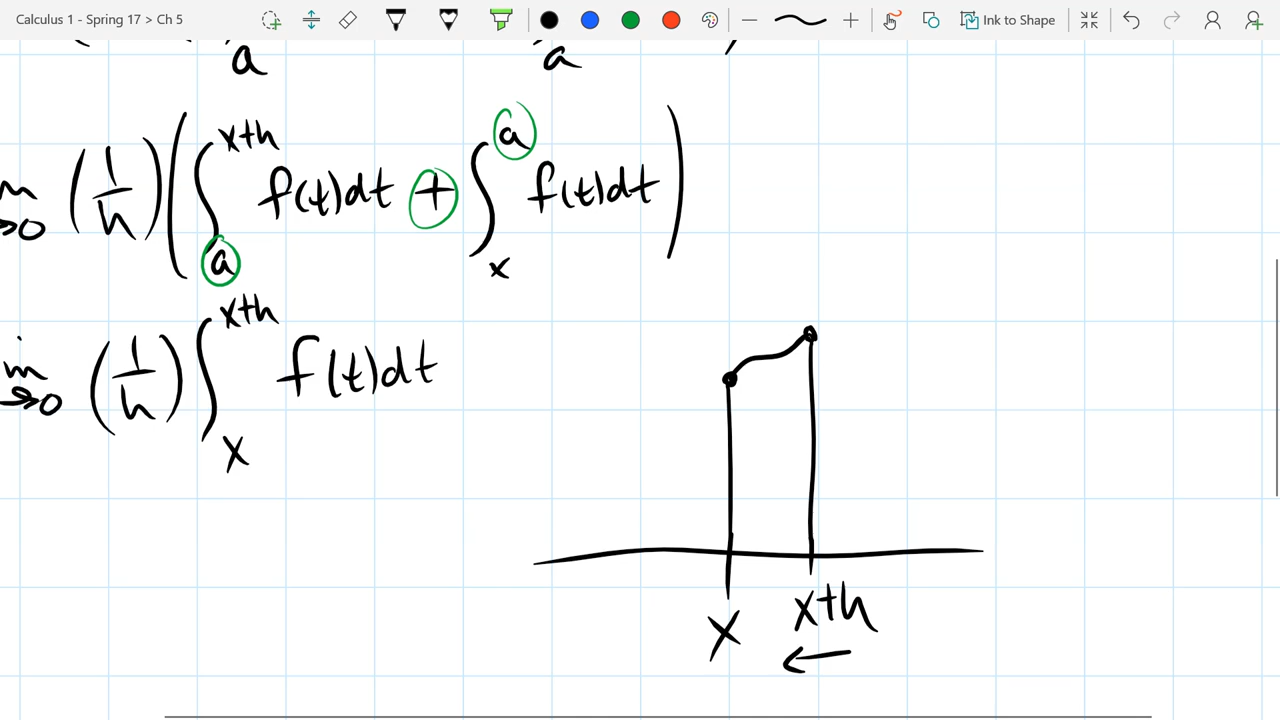 Calculus 1 - Spring 17 > Ch 5
Ink to Shape
a a
m →0 (1/h) ( ∫_a^{x+h} f(t)dt + ∫_x^a f(t)dt )
im →0 (1/h) ∫_x^{x+h} f(t)dt
x x+h
←